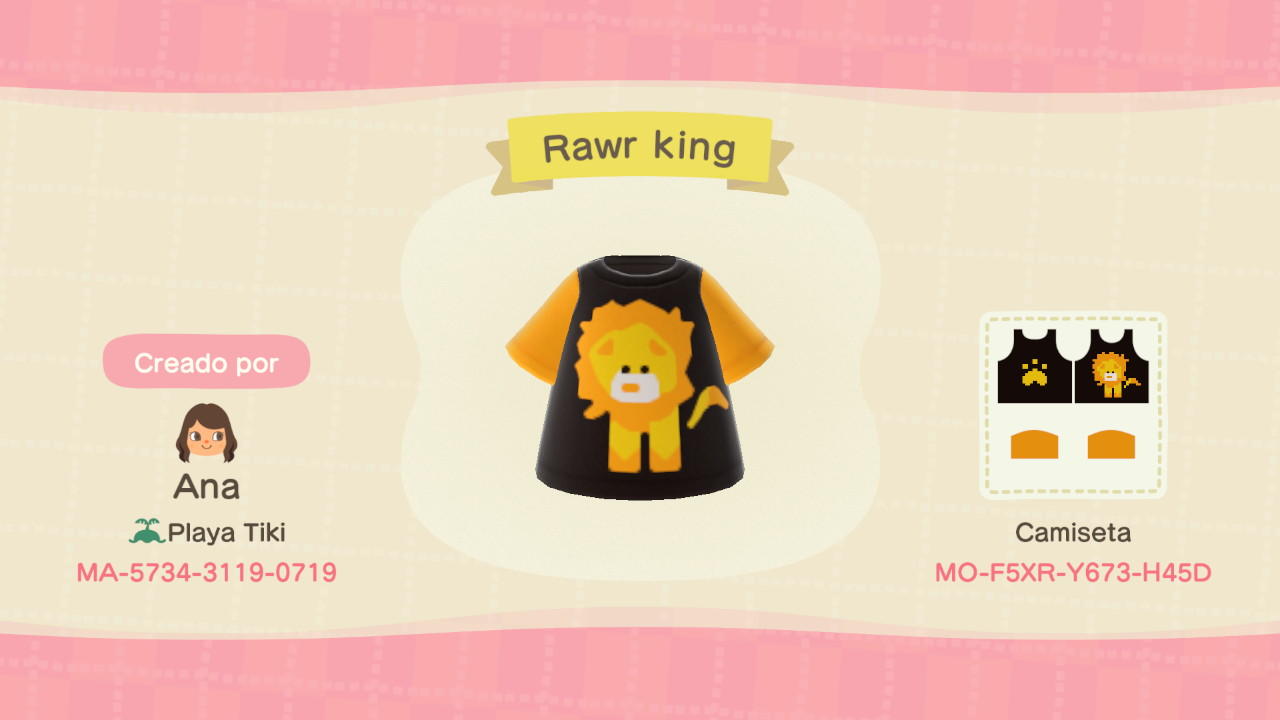 Rawr king
Creado por
Ana
Playa Tiki
MA-5734-3119-0719
Camiseta
MO-F5XR-Y673-H45D